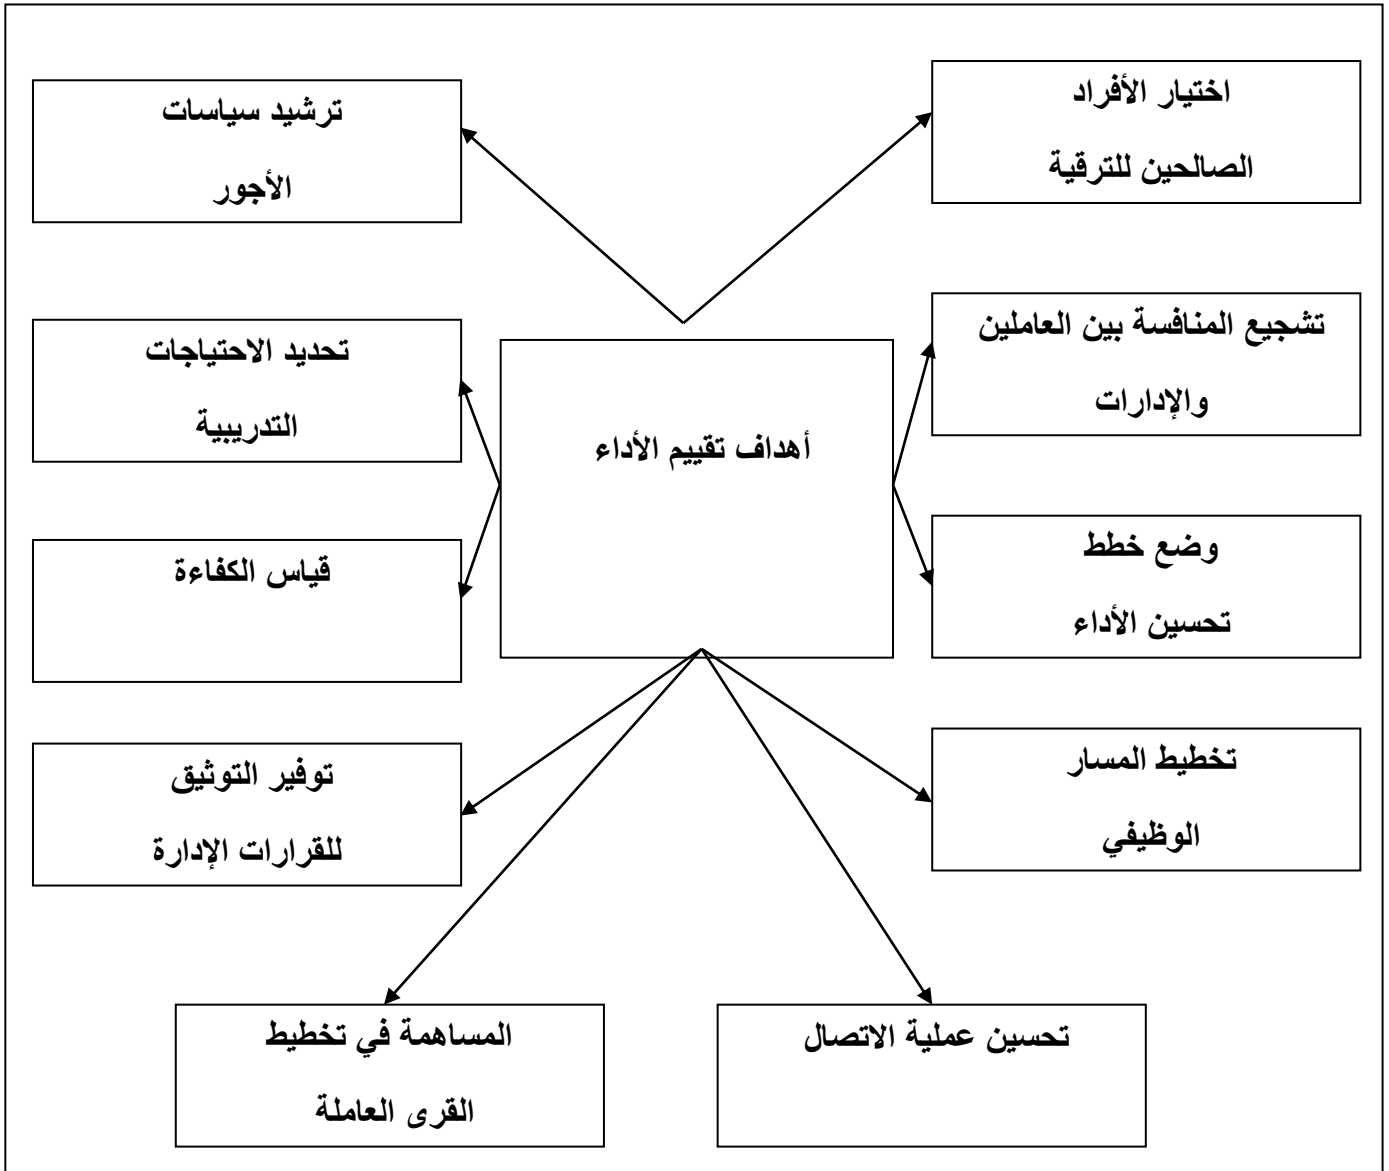 اختيار الأفراد
الصالحين للترقية
ترشيد سياسات
الأجور
تشجيع المنافسة بين العاملين
والإدارات
تحديد الاحتياجات
التدريبية
أهداف تقييم الأداء
وضع خطط
تحسين الأداء
قياس الكفاءة
تخطيط المسار
الوظيفي
توفير التوثيق
للقرارات الإدارة
تحسين عملية الاتصال
المساهمة في تخطيط
القرى العاملة